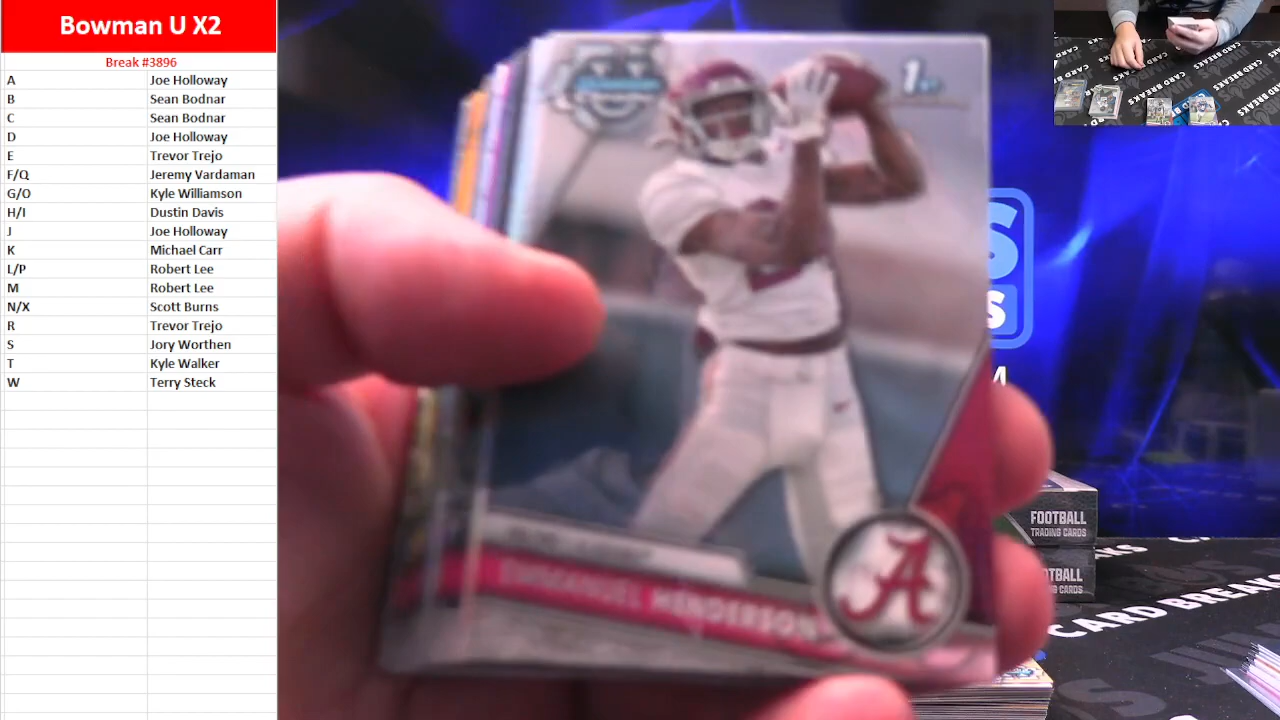 Bowman U X2
Break #3896
A Joe Holloway
B Sean Bodnar
C Sean Bodnar
D Joe Holloway
E Trevor Trejo
F/Q Jeremy Vardaman
G/O Kyle Williamson
H/I Dustin Davis
J Joe Holloway
K Michael Carr
L/P Robert Lee
M Robert Lee
N/X Scott Burns
R Trevor Trejo
S Jory Worthen
T Kyle Walker
W Terry Steck
1st
EMMANUEL HENDERSON
A
FOOTBALL
TRADING CARDS
CARD BREAKS
CARD BREAKS